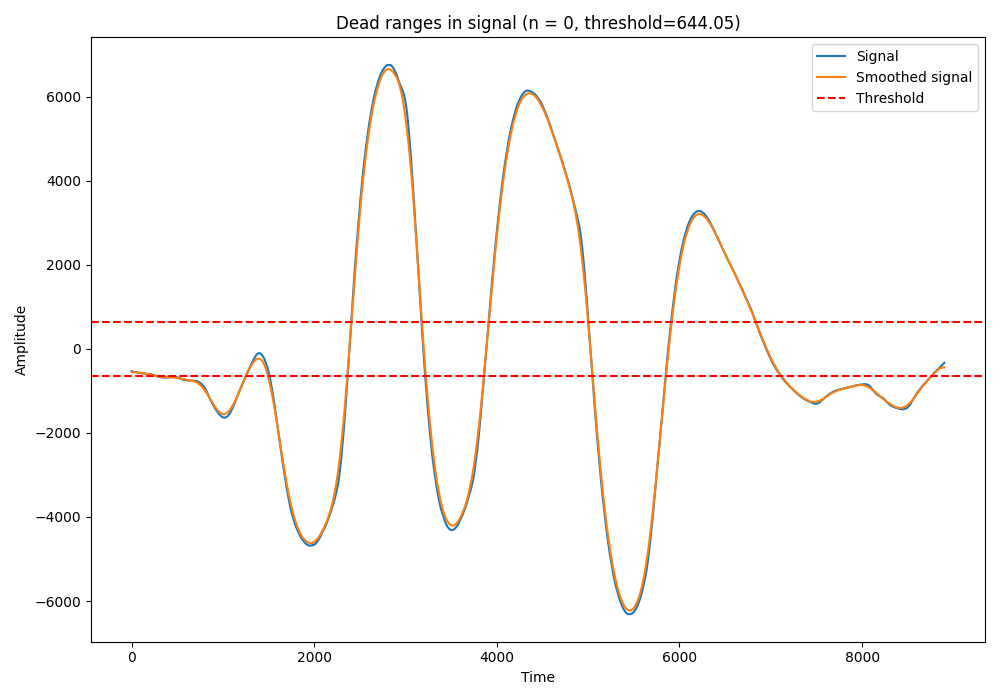 Dead ranges in signal (n = 0, threshold=644.05)
Signal
Smoothed signal
Threshold
Amplitude
6000
4000
2000
0
−2000
−4000
−6000
0 2000 4000 6000 8000
Time